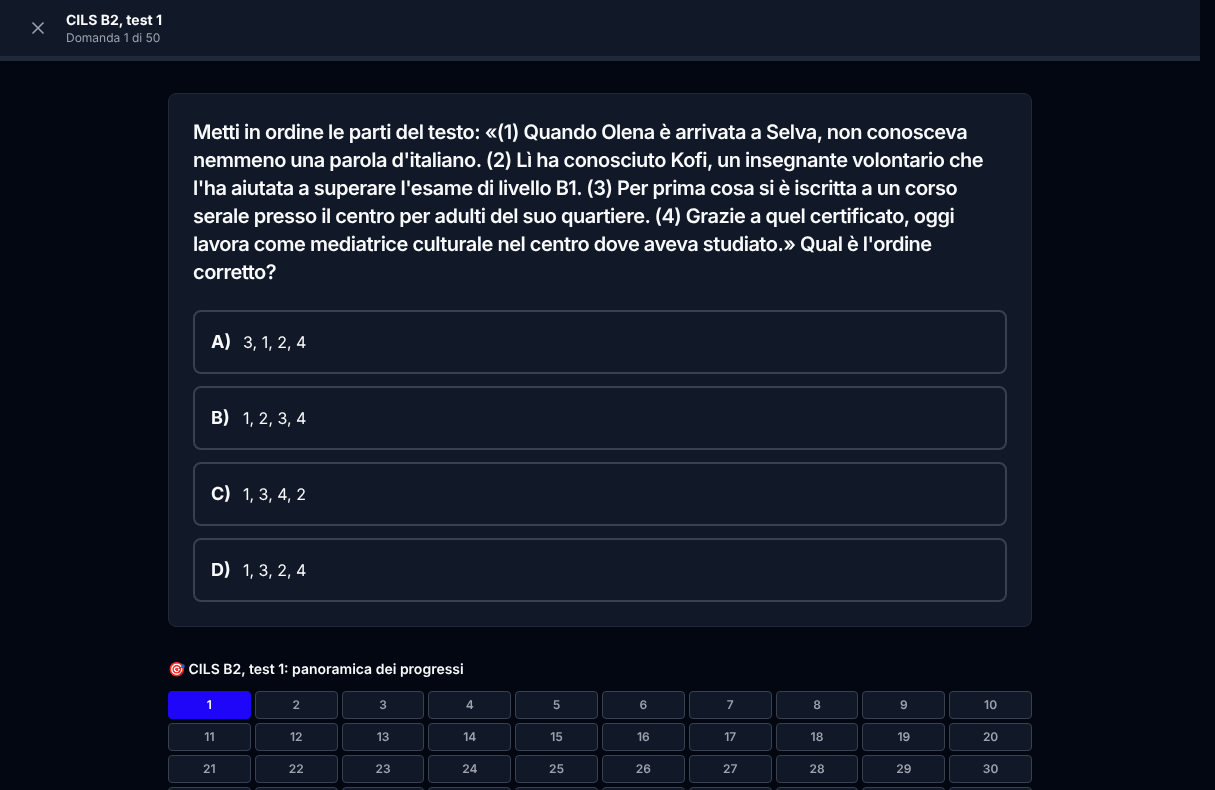 CILS B2, test 1
Domanda 1 di 50
Metti in ordine le parti del testo: «(1) Quando Olena è arrivata a Selva, non conosceva
nemmeno una parola d'italiano. (2) Lì ha conosciuto Kofi, un insegnante volontario che
l'ha aiutata a superare l'esame di livello B1. (3) Per prima cosa si è iscritta a un corso
serale presso il centro per adulti del suo quartiere. (4) Grazie a quel certificato, oggi
lavora come mediatrice culturale nel centro dove aveva studiato.» Qual è l'ordine
corretto?
A) 3, 1, 2, 4
B) 1, 2, 3, 4
C) 1, 3, 4, 2
D) 1, 3, 2, 4
🎯 CILS B2, test 1: panoramica dei progressi
1 2 3 4 5 6 7 8 9 10
11 12 13 14 15 16 17 18 19 20
21 22 23 24 25 26 27 28 29 30